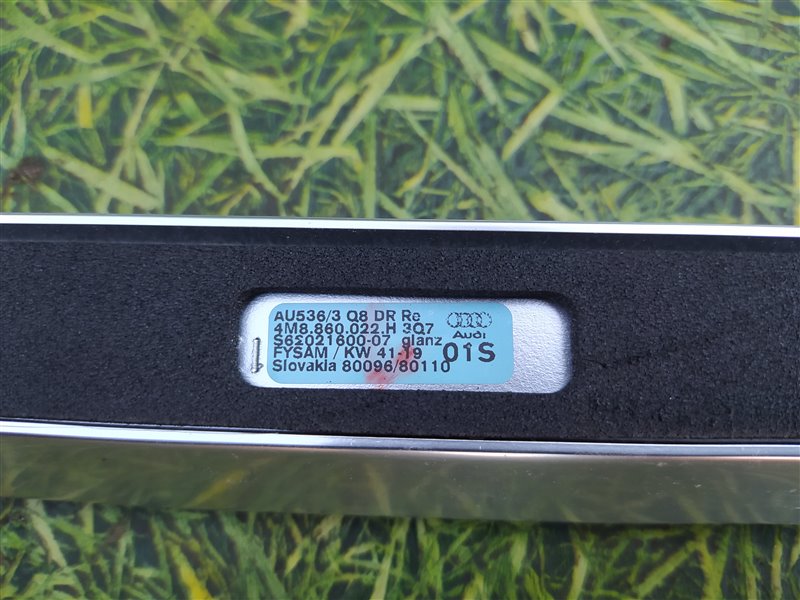 AU536/3 Q8 DR Re
4M8.860.022.H 3Q7
S62021600-07 glanz
FYSAM / KW 41-19
Slovakia 80096/80110
Audi
01S